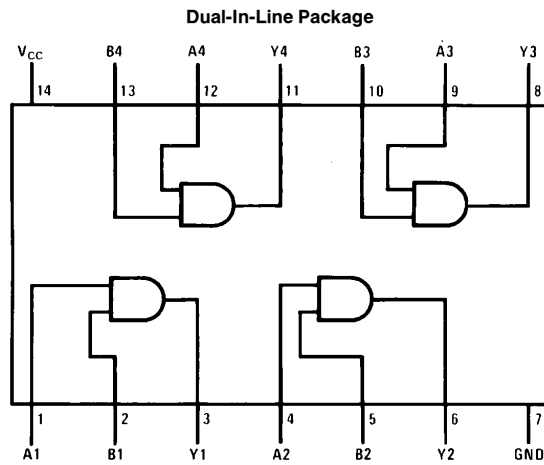 Dual-In-Line Package
VCC B4 A4 Y4 B3 A3 Y3
14 13 12 11 10 9 8
1 2 3 4 5 6 7
A1 B1 Y1 A2 B2 Y2 GND